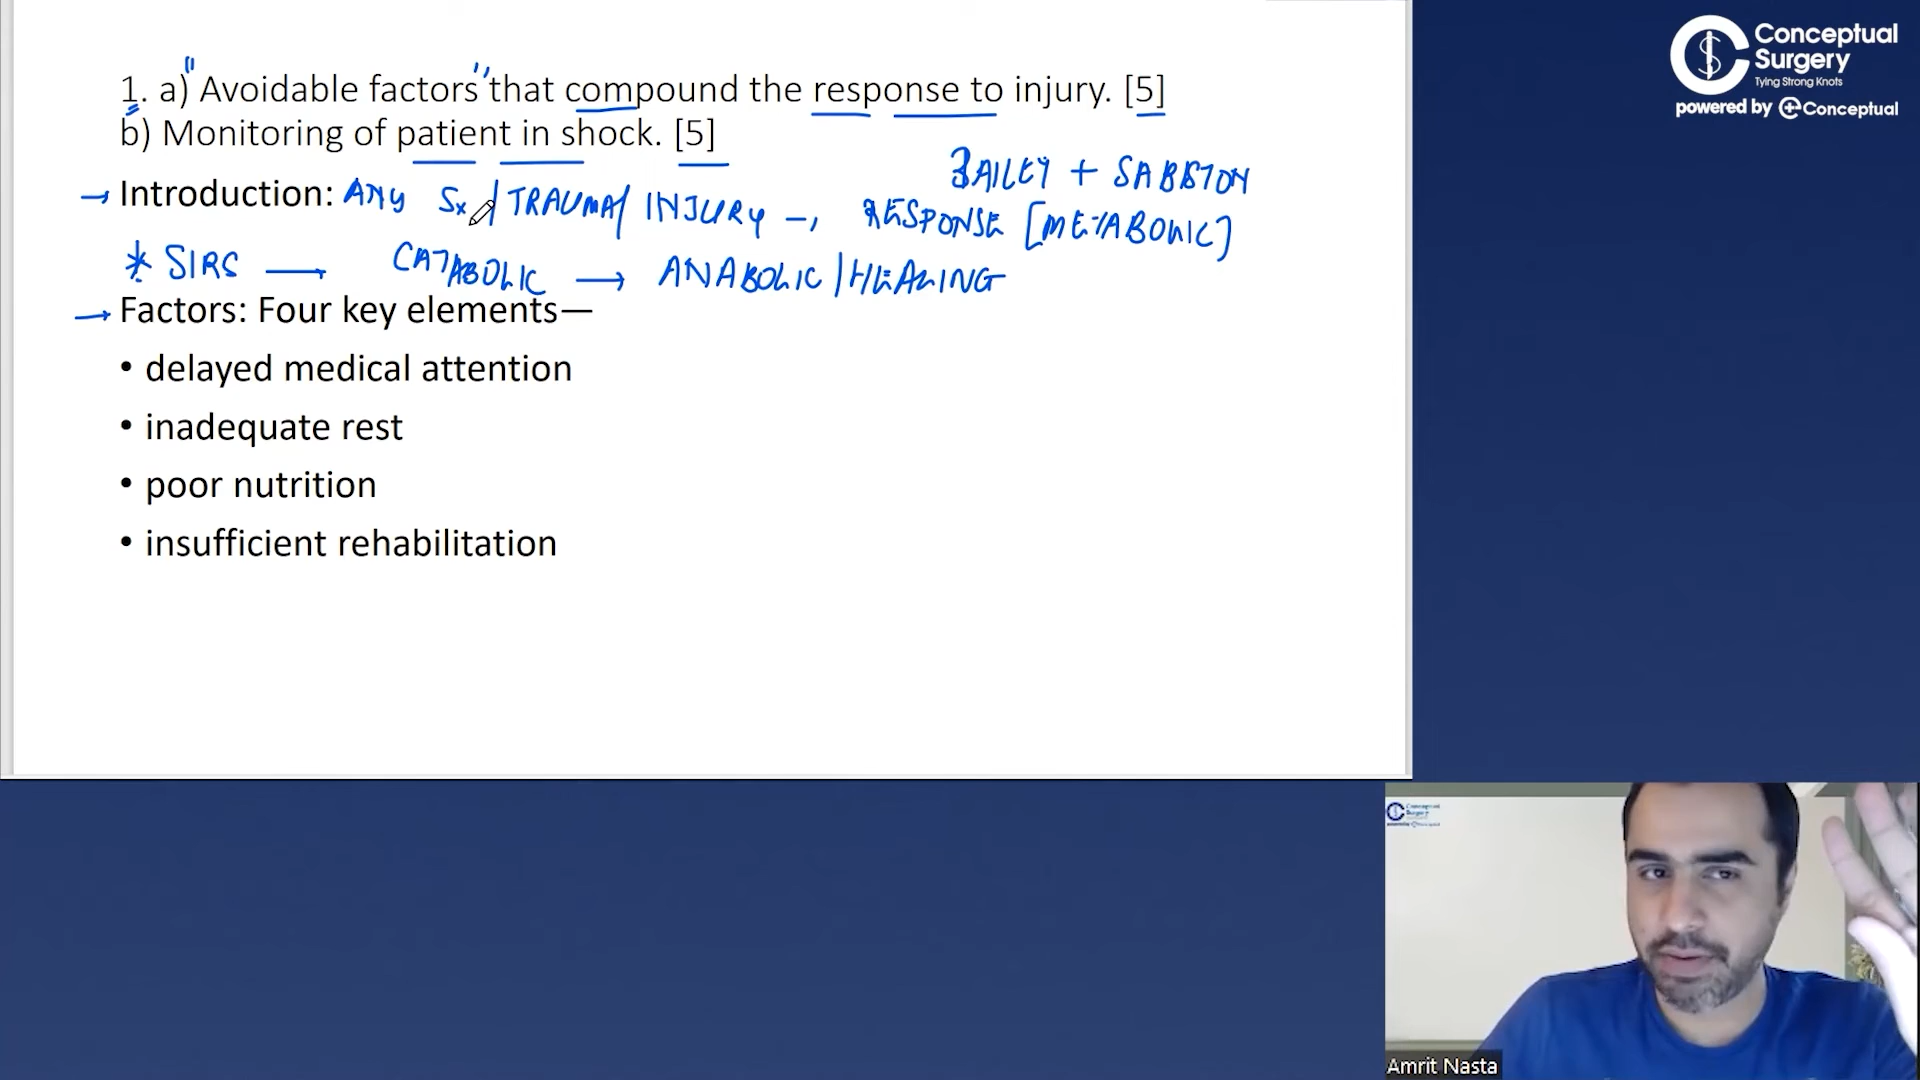 Conceptual
Surgery
Tying Strong Knots
powered by Conceptual
1. a) "Avoidable factors" that compound the response to injury. [5]
b) Monitoring of patient in shock. [5]
BAILEY + SABISTON
→ Introduction: ANY Sx / TRAUMA / INJURY → RESPONSE [METABOLIC]
* SIRS — CATABOLIC → ANABOLIC / HEALING
→ Factors: Four key elements—
• delayed medical attention
• inadequate rest
• poor nutrition
• insufficient rehabilitation
Conceptual
Surgery
Amrit Nasta